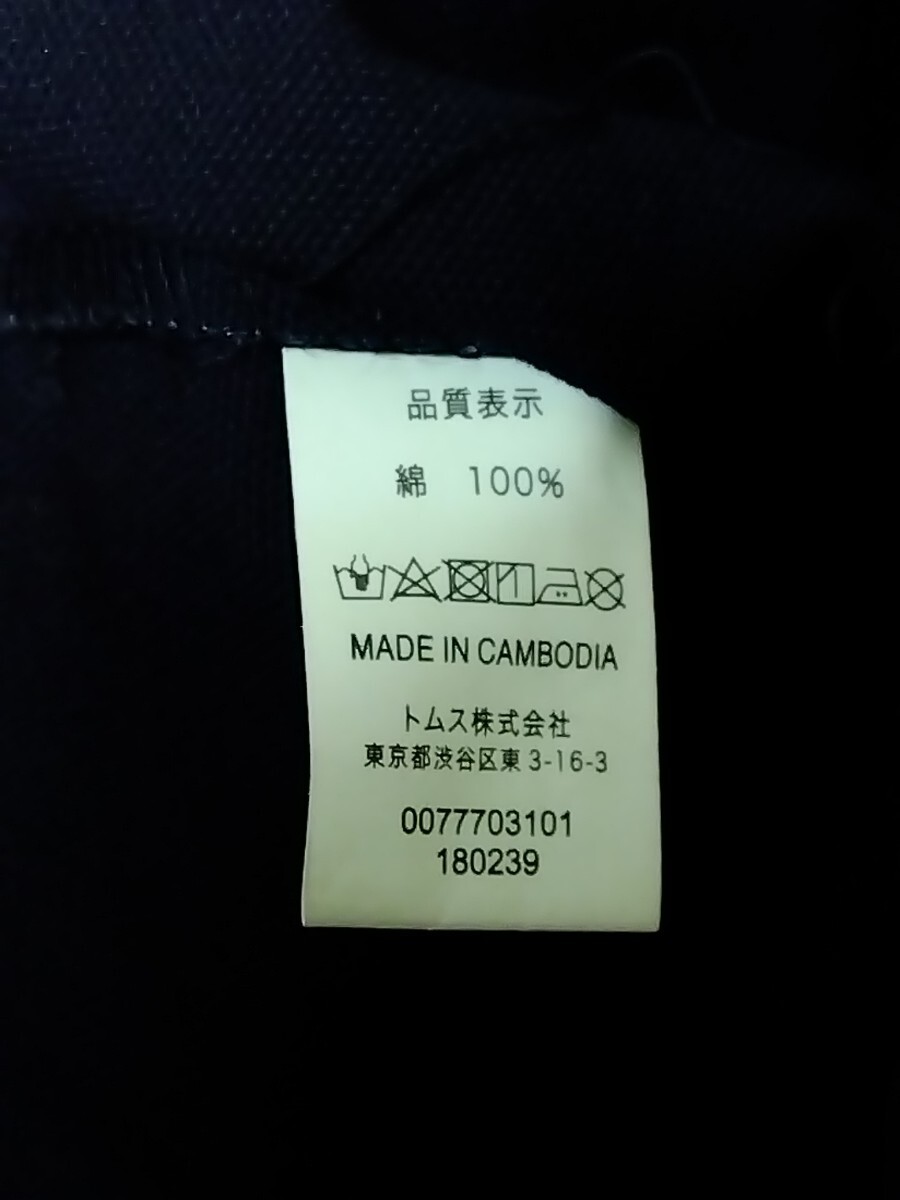 品質表示
綿 100%
MADE IN CAMBODIA
トムス株式会社
東京都渋谷区東 3-16-3
0077703101
180239